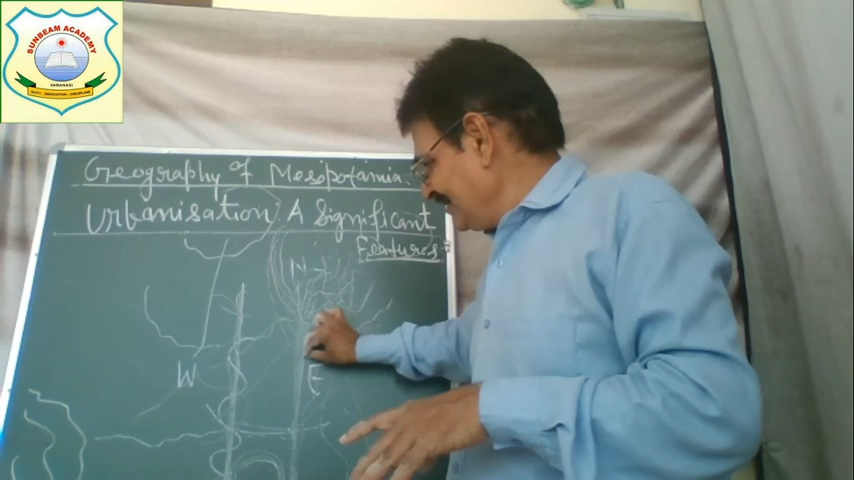 SUNBEAM ACADEMY
VARANASI
Geography of Mesopotamia.
Urbanisation A Significant
Features.
N
W
E